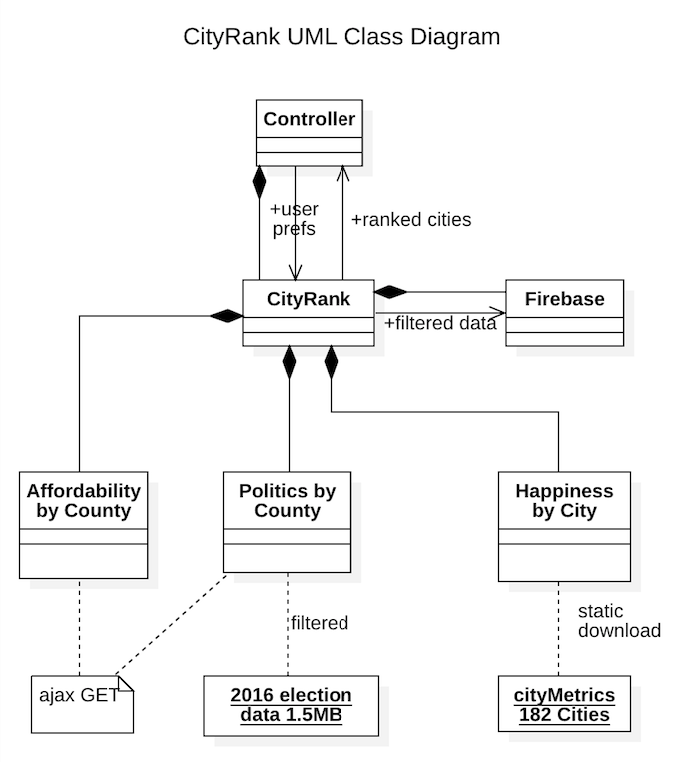 CityRank UML Class Diagram
Controller
+user
prefs
+ranked cities
CityRank
Firebase
+filtered data
Affordability
by County
Politics by
County
Happiness
by City
filtered
static
download
ajax GET
2016 election
data 1.5MB
cityMetrics
182 Cities